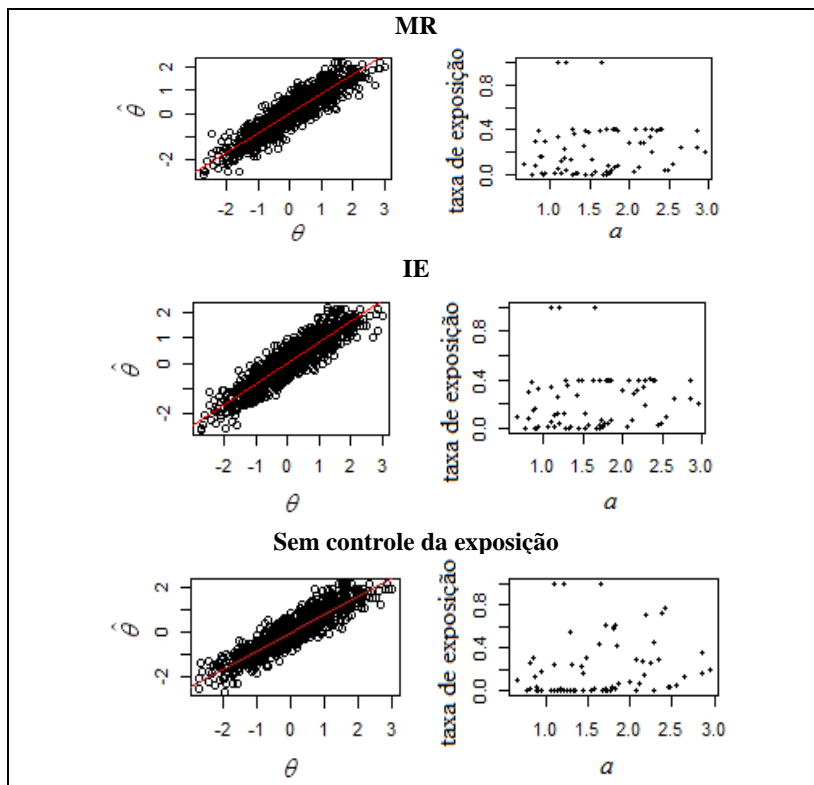 MR
θ̂
2
0
-2
-2 -1 0 1 2 3
θ
taxa de exposição
0.8
0.4
0.0
1.0 1.5 2.0 2.5 3.0
a
IE
θ̂
2
1
0
-2
-2 -1 0 1 2 3
θ
taxa de exposição
0.8
0.4
0.0
1.0 1.5 2.0 2.5 3.0
a
Sem controle da exposição
θ̂
2
0
-2
-2 -1 0 1 2 3
θ
taxa de exposição
0.8
0.4
0.0
1.0 1.5 2.0 2.5 3.0
a